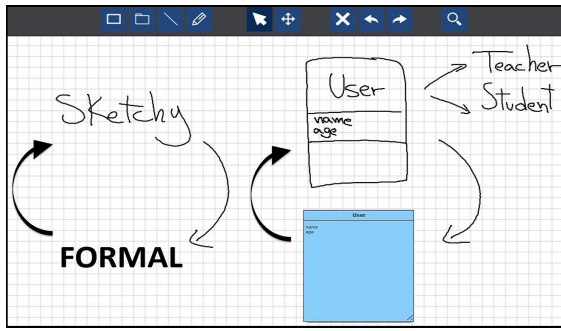 Sketchy
FORMAL
User
name
age
Teacher
Student
User
name
age